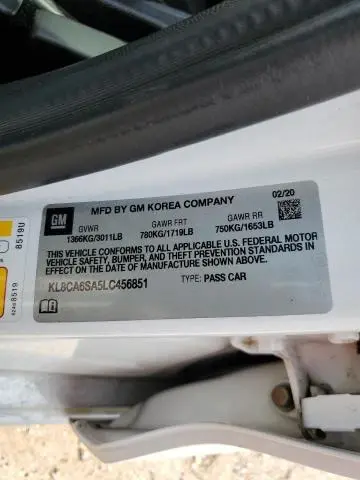 GM
MFD BY GM KOREA COMPANY
02/20
GVWR GAWR FRT GAWR RR
1366KG/3011LB 780KG/1719LB 750KG/1653LB
THIS VEHICLE CONFORMS TO ALL APPLICABLE U.S. FEDERAL MOTOR
VEHICLE SAFETY, BUMPER, AND THEFT PREVENTION STANDARDS
IN EFFECT ON THE DATE OF MANUFACTURE SHOWN ABOVE.
KL8CA6SA5LC456851 TYPE: PASS CAR
8519U